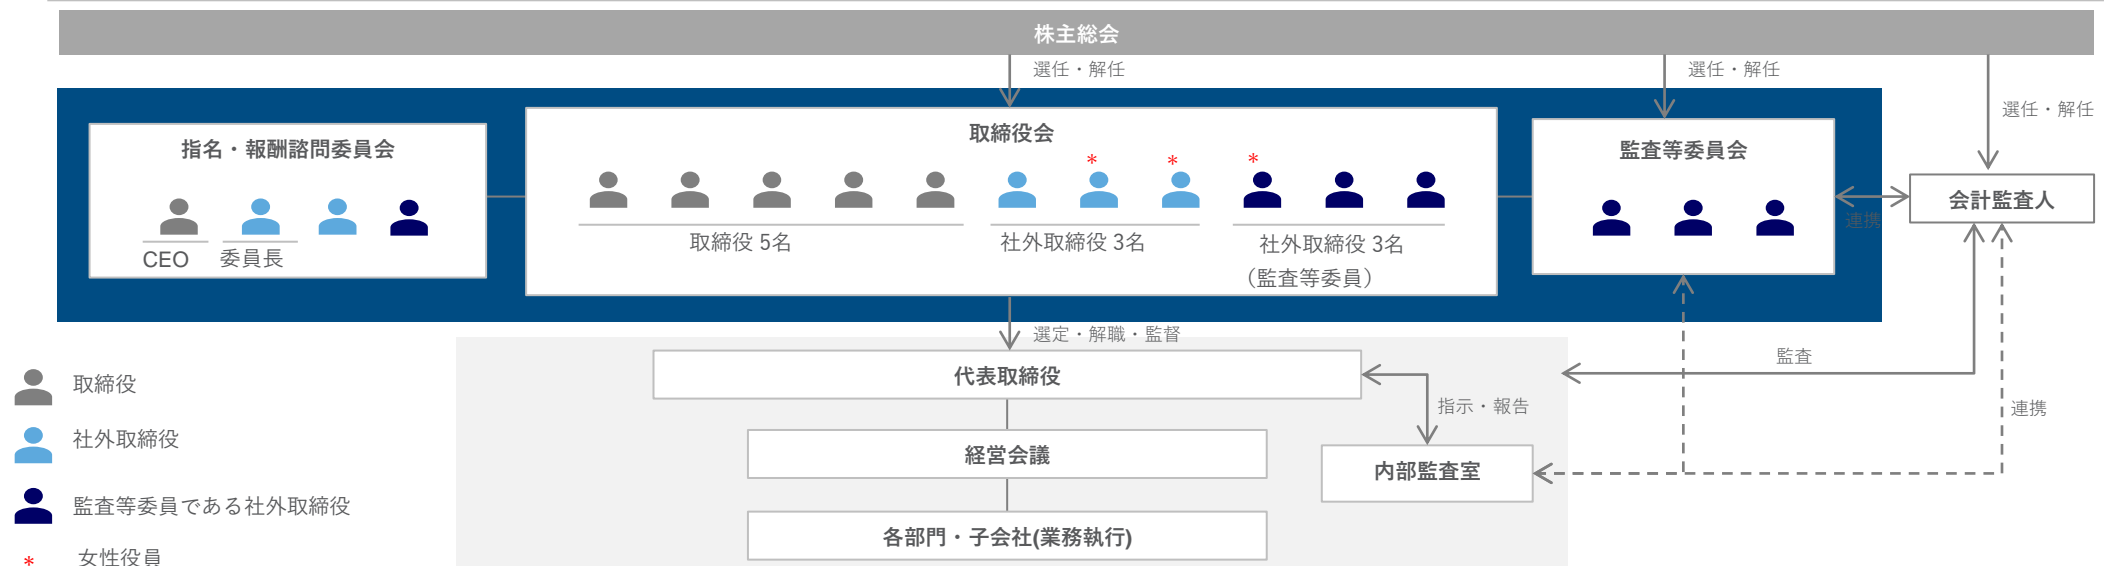 株主総会
選任・解任
選任・解任
選任・解任
指名・報酬諮問委員会
CEO
委員長
取締役会
* * *
取締役 5名
社外取締役 3名
社外取締役 3名
（監査等委員）
監査等委員会
連携
会計監査人
選定・解職・監督
代表取締役
指示・報告
監査
連携
経営会議
内部監査室
各部門・子会社(業務執行)
取締役
社外取締役
監査等委員である社外取締役
* 女性役員